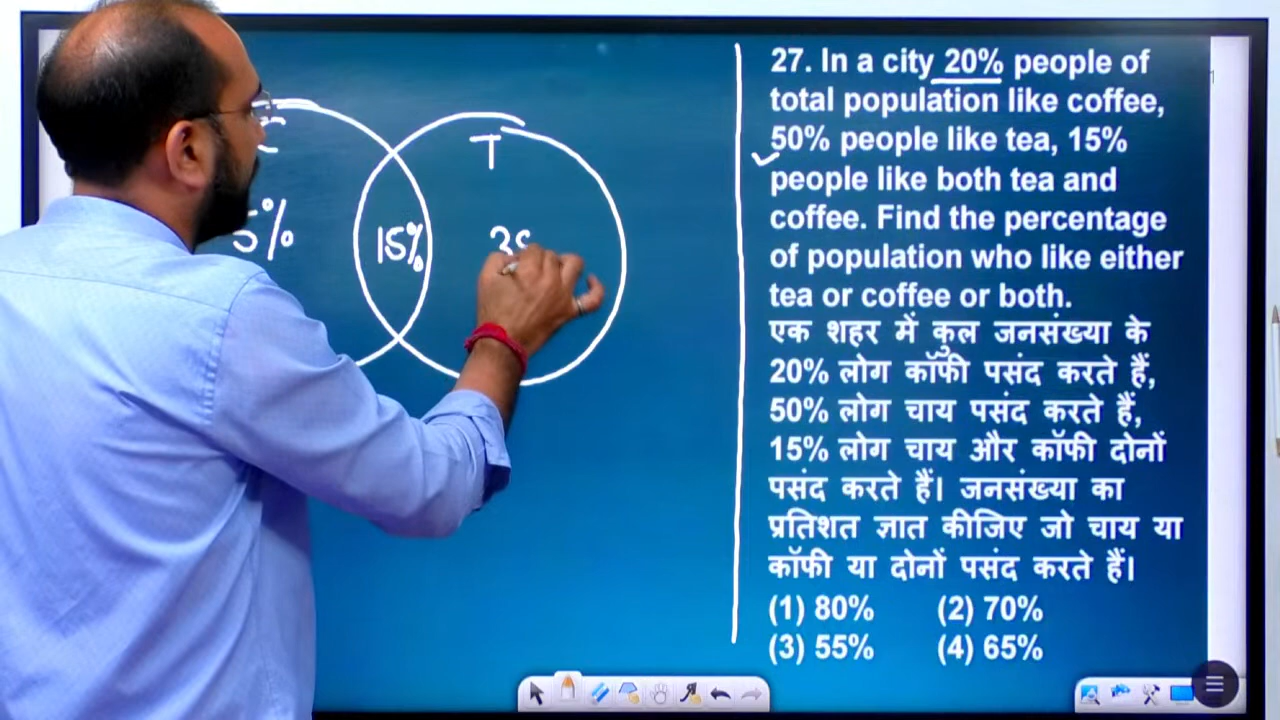 C
T
5%
15%
27. In a city 20% people of
total population like coffee,
50% people like tea, 15%
people like both tea and
coffee. Find the percentage
of population who like either
tea or coffee or both.
एक शहर में कुल जनसंख्या के
20% लोग कॉफी पसंद करते हैं,
50% लोग चाय पसंद करते हैं,
15% लोग चाय और कॉफी दोनों
पसंद करते हैं। जनसंख्या का
प्रतिशत ज्ञात कीजिए जो चाय या
कॉफी या दोनों पसंद करते हैं।
(1) 80% (2) 70%
(3) 55% (4) 65%